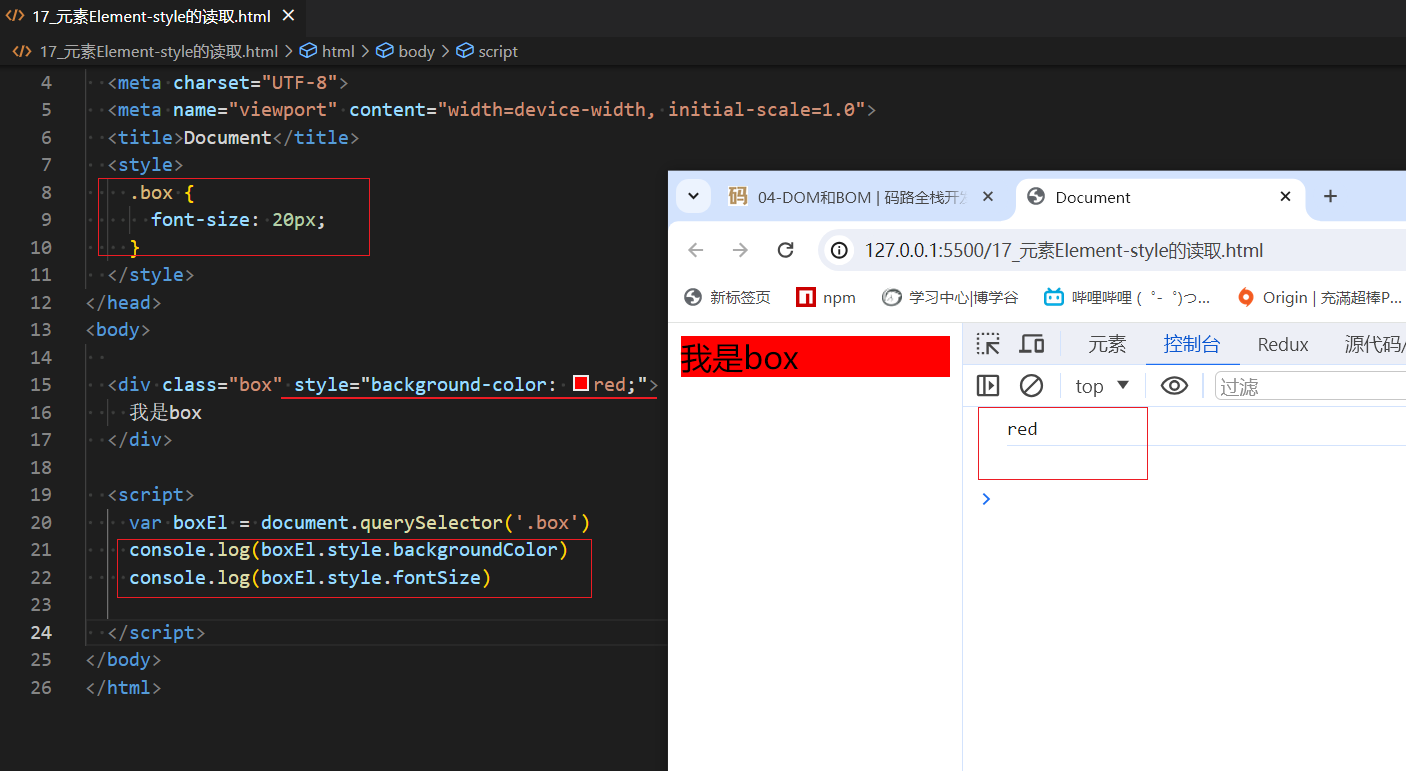 17_元素Element-style的读取.html
17_元素Element-style的读取.html > html > body > script
4 <meta charset="UTF-8">
5 <meta name="viewport" content="width=device-width, initial-scale=1.0">
6 <title>Document</title>
7 <style>
8 .box {
9 font-size: 20px;
10 }
11 </style>
12 </head>
13 <body>
14
15 <div class="box" style="background-color: red;">
16 我是box
17 </div>
18
19 <script>
20 var boxEl = document.querySelector('.box')
21 console.log(boxEl.style.backgroundColor)
22 console.log(boxEl.style.fontSize)
23
24 </script>
25 </body>
26 </html>
码 04-DOM和BOM | 码路全栈开发 Document
127.0.0.1:5500/17_元素Element-style的读取.html
新标签页 npm 学习中心|博学谷 哔哩哔哩 (゜-゜)つ... Origin | 充满超棒P...
我是box
元素 控制台 Redux 源代码/
top 过滤
red